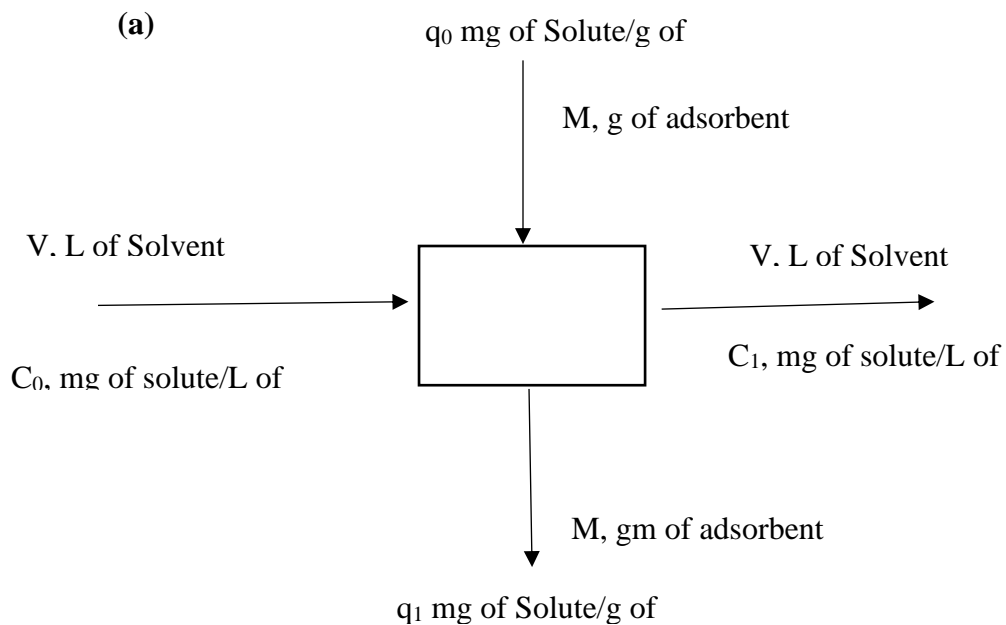 (a)
q₀ mg of Solute/g of
M, g of adsorbent
V, L of Solvent
V, L of Solvent
C₀, mg of solute/L of
C₁, mg of solute/L of
M, gm of adsorbent
q₁ mg of Solute/g of